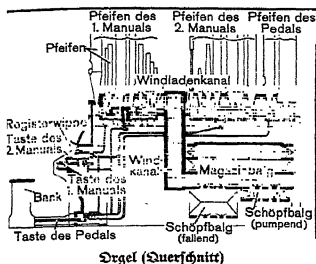 Pfeifen des
1. Manuals
Pfeifen des
2. Manuals
Pfeifen des
Pedals
Pfeifen
Windladenkanal
Registerwippe
Taste des
2. Manuals
Taste des
1. Manuals
Wind-
kanal
Magazinbalg
Bank
Taste des Pedals
Schöpfbalg
(fallend)
Schöpfbalg
(pumpend)
Orgel (Querschnitt)